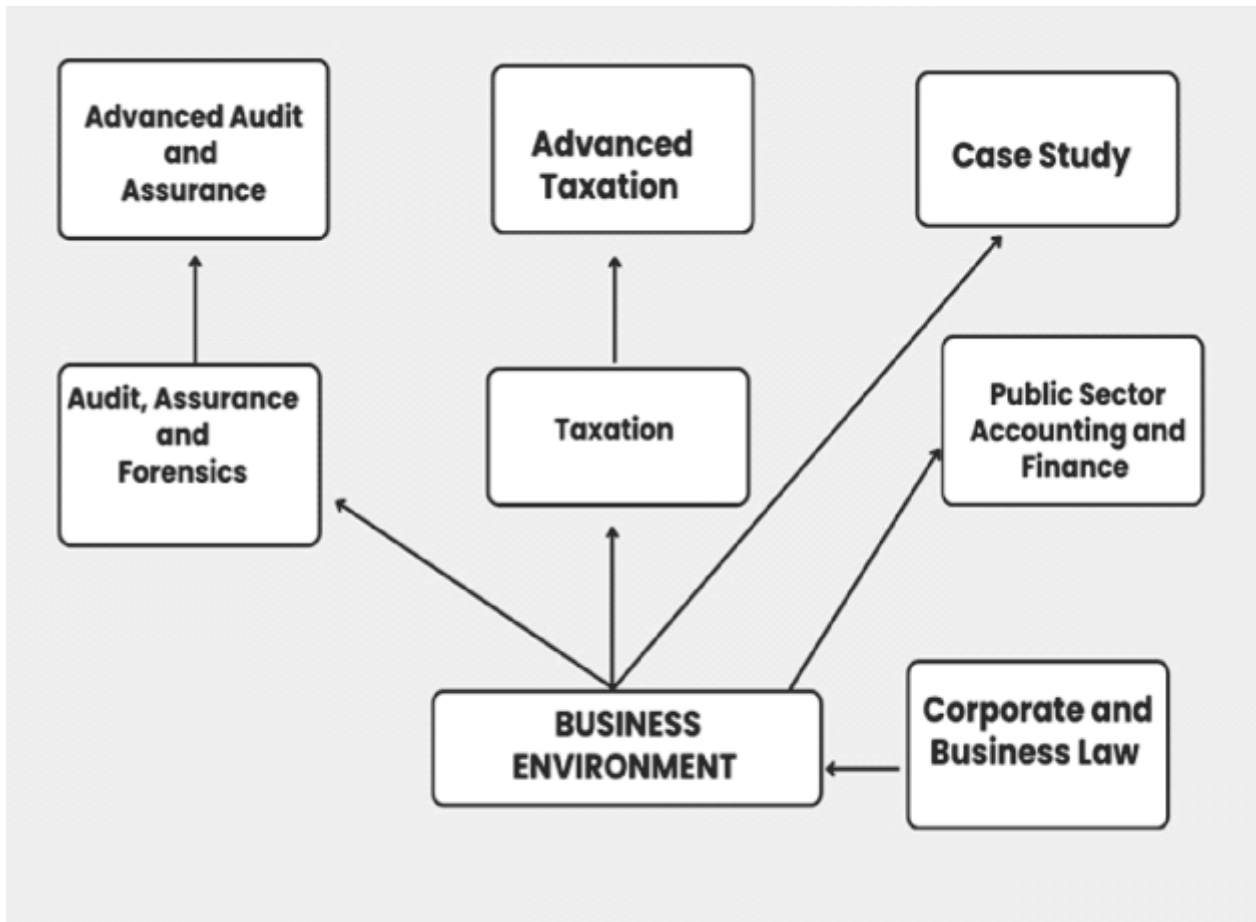 Advanced Audit
and
Assurance
Advanced
Taxation
Case Study
Audit, Assurance
and
Forensics
Taxation
Public Sector
Accounting and
Finance
BUSINESS
ENVIRONMENT
Corporate and
Business Law